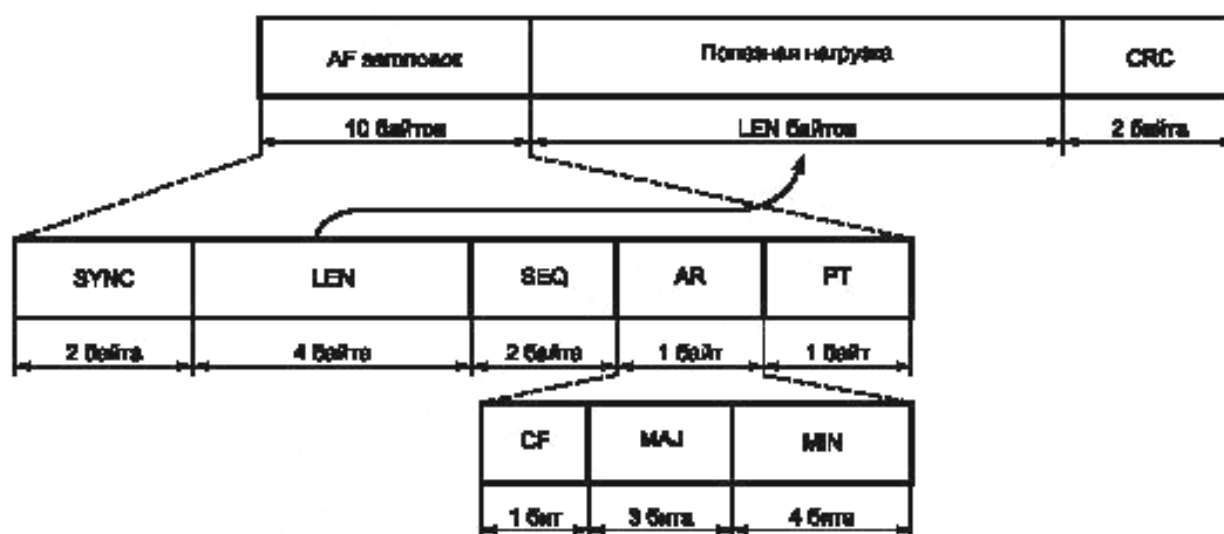 AF заголовок
Полезная нагрузка
CRC
10 байтов
LEN байтов
2 байта
SYNC
LEN
SEQ
AR
PT
2 байта
4 байта
2 байта
1 байт
1 байт
CF
MAJ
MIN
1 бит
3 бита
4 бита